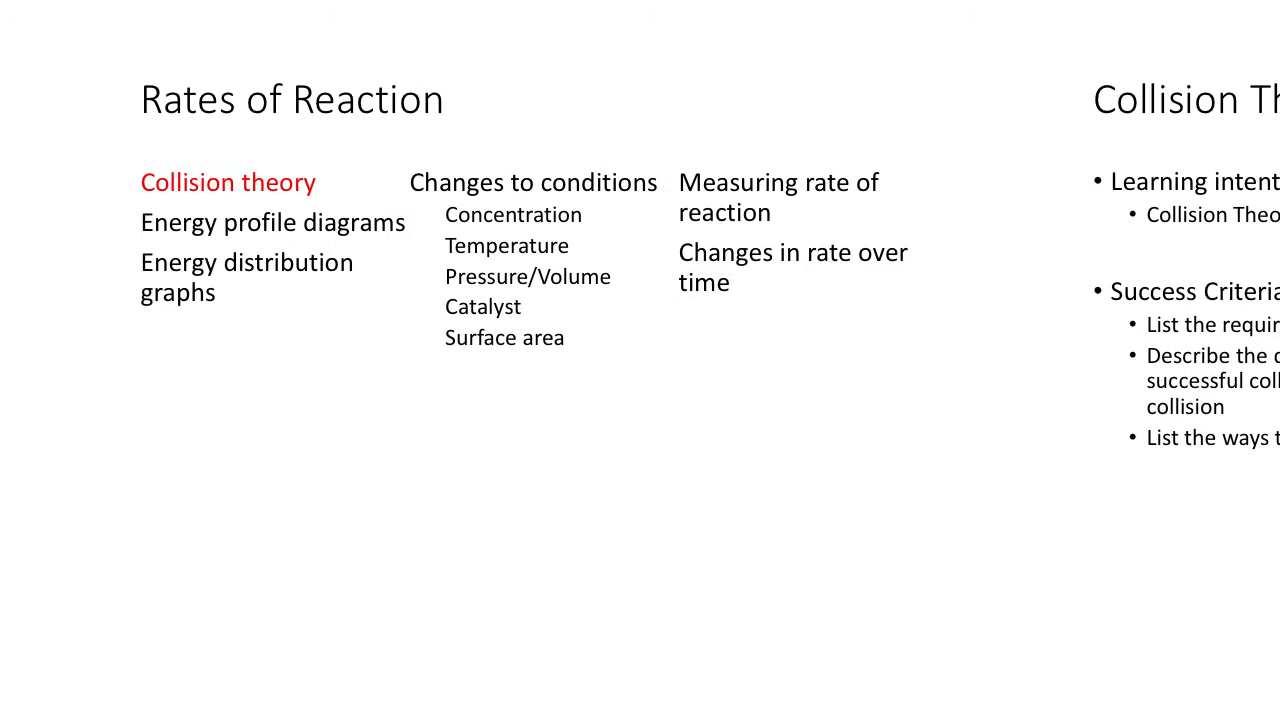 Rates of Reaction
Collision theory
Energy profile diagrams
Energy distribution
graphs
Changes to conditions
Concentration
Temperature
Pressure/Volume
Catalyst
Surface area
Measuring rate of
reaction
Changes in rate over
time
Collision
• Learning
• Collision
• Success
• List the
• Describe the
successful
collision
• List the ways